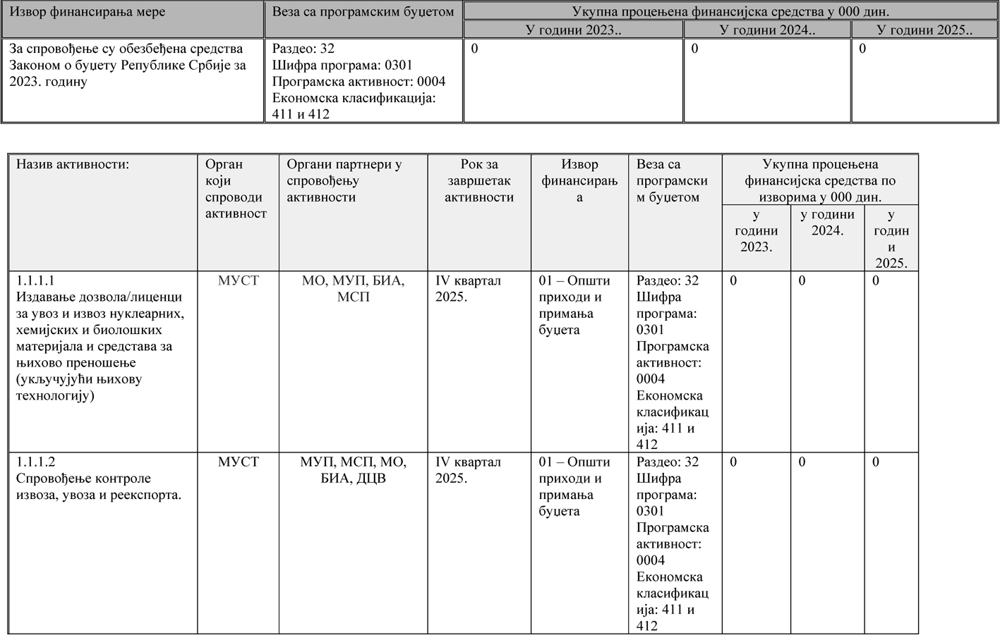 Извор финансирања мере
Веза са програмским буџетом
Укупна процењена финансијска средства у 000 дин.
У години 2023..
У години 2024..
У години 2025..
За спровођење су обезбеђена средства
Законом о буџету Републике Србије за
2023. годину
Раздео: 32
Шифра програма: 0301
Програмска активност: 0004
Економска класификација:
411 и 412
0
0
0
Назив активности:
Орган
који
спроводи
активност
Органи партнери у
спровођењу
активности
Рок за
завршетак
активности
Извор
финансирањ
а
Веза са
програмски
м буџетом
Укупна процењена
финансијска средства по
изворима у 000 дин.
у
години
2023.
у години
2024.
у
годин
и
2025.
1.1.1.1
Издавање дозвола/лиценци
за увоз и извоз нуклеарних,
хемијских и биолошких
материјала и средстава за
њихово преношење
(укључујући њихову
технологију)
МУСТ
МО, МУП, БИА,
МСП
IV квартал
2025.
01 – Општи
приходи и
примања
буџета
Раздео: 32
Шифра
програма:
0301
Програмска
активност:
0004
Економска
класификац
ија: 411 и
412
0
0
0
1.1.1.2
Спровођење контроле
извоза, увоза и реекспорта.
МУСТ
МУП, МСП, МО,
БИА, ДЦВ
IV квартал
2025.
01 – Општи
приходи и
примања
буџета
Раздео: 32
Шифра
програма:
0301
Програмска
активност:
0004
Економска
класификац
ија: 411 и
412
0
0
0